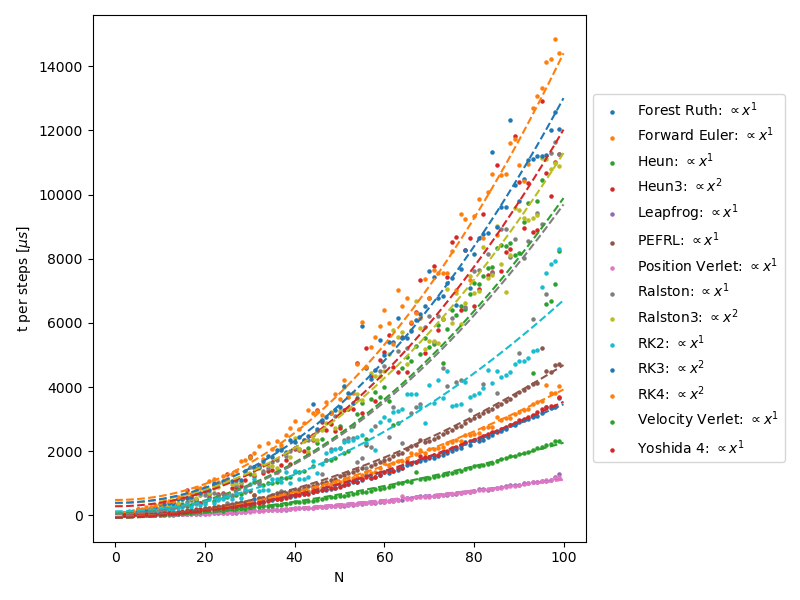 14000
12000
10000
8000
6000
4000
2000
0
t per steps [μs]
0 20 40 60 80 100
N
Forest Ruth: ∝ x¹
Forward Euler: ∝ x¹
Heun: ∝ x¹
Heun3: ∝ x²
Leapfrog: ∝ x¹
PEFRL: ∝ x¹
Position Verlet: ∝ x¹
Ralston: ∝ x¹
Ralston3: ∝ x²
RK2: ∝ x¹
RK3: ∝ x²
RK4: ∝ x²
Velocity Verlet: ∝ x¹
Yoshida 4: ∝ x¹